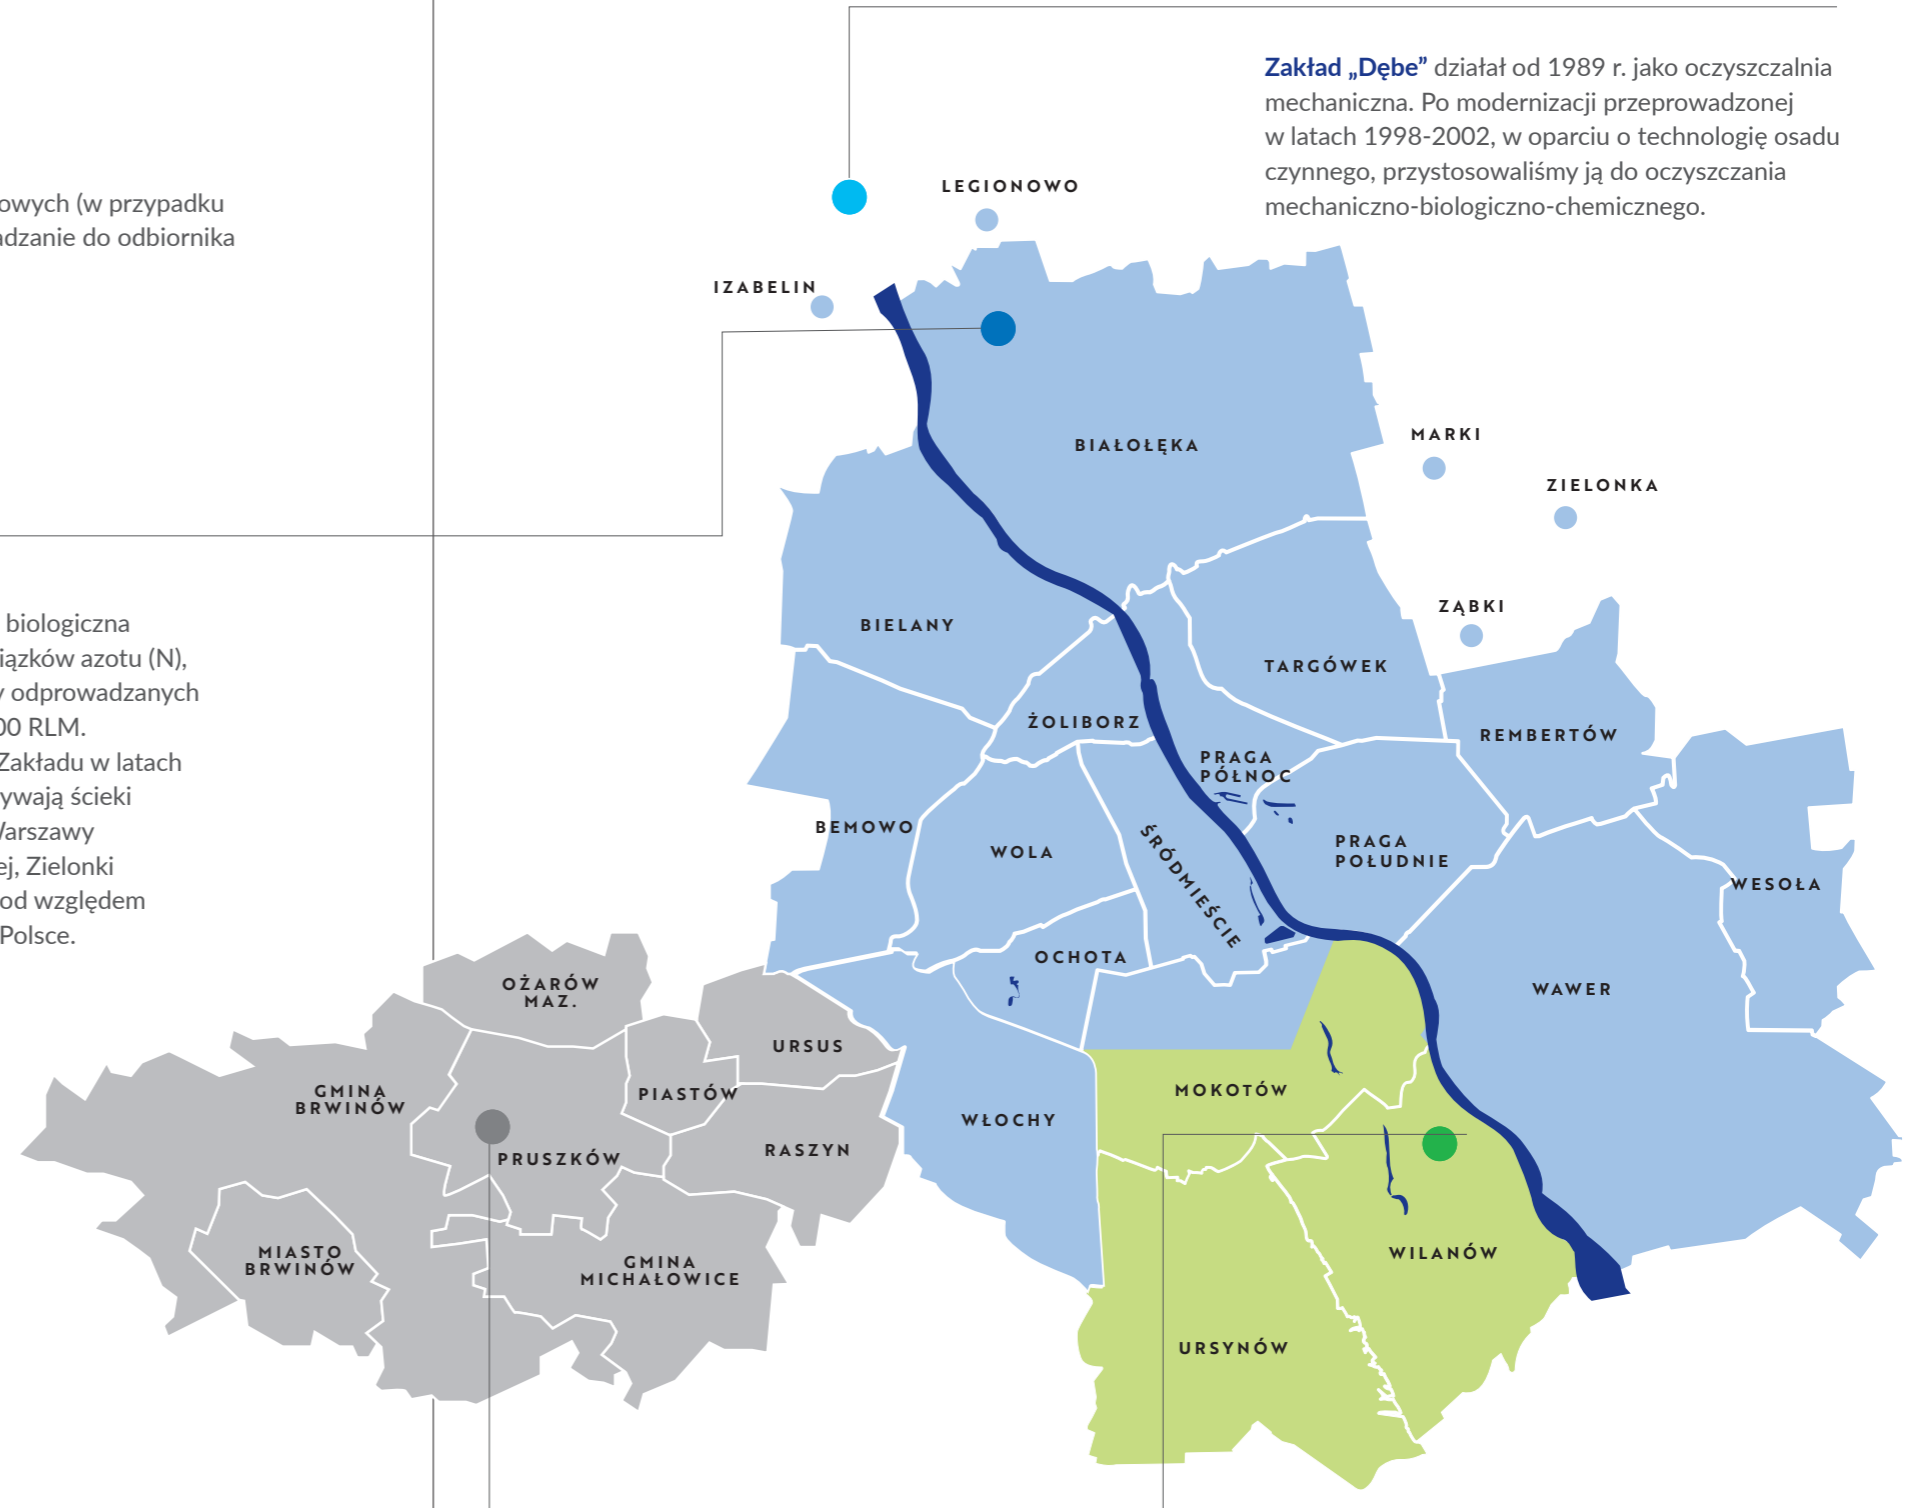 Zakład „Dębe” działał od 1989 r. jako oczyszczalnia
mechaniczna. Po modernizacji przeprowadzonej
w latach 1998-2002, w oparciu o technologię osadu
czynnego, przystosowaliśmy ją do oczyszczania
mechaniczno-biologiczno-chemicznego.
owych (w przypadku
adzanie do odbiornika
biologiczna
iązków azotu (N),
y odprowadzanych
00 RLM.
Zakładu w latach
ywają ścieki
Warszawy
ej, Zielonki
od względem
Polsce.
LEGIONOWO
IZABELIN
BIAŁOŁĘKA
MARKI
ZIELONKA
ZĄBKI
BIELANY
TARGÓWEK
ŻOLIBORZ
REMBERTÓW
PRAGA
PÓŁNOC
BEMOWO
WOLA
ŚRÓDMIEŚCIE
PRAGA
POŁUDNIE
WESOŁA
OCHOTA
WAWER
OŻARÓW
MAZ.
URSUS
GMINA
BRWINÓW
PIASTÓW
MOKOTÓW
WŁOCHY
PRUSZKÓW
RASZYN
MIASTO
BRWINÓW
GMINA
MICHAŁOWICE
WILANÓW
URSYNÓW